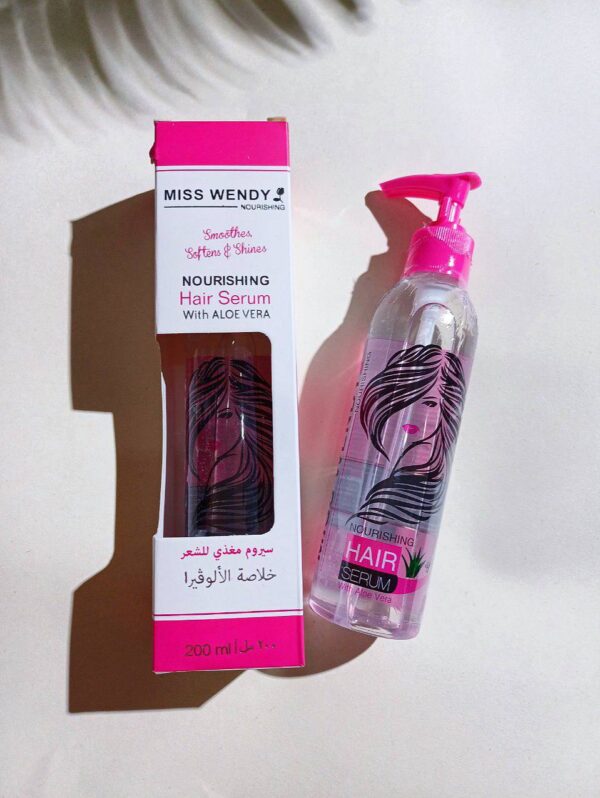 MISS WENDY
NOURISHING
Smoothes,
Softens & Shines
NOURISHING
Hair Serum
With ALOE VERA
سيروم مغذي للشعر
خلاصة الألوڤيرا
200 ml | ٢٠٠ مل
NOURISHING
NOURISHING
HAIR
SERUM
With Aloe Vera